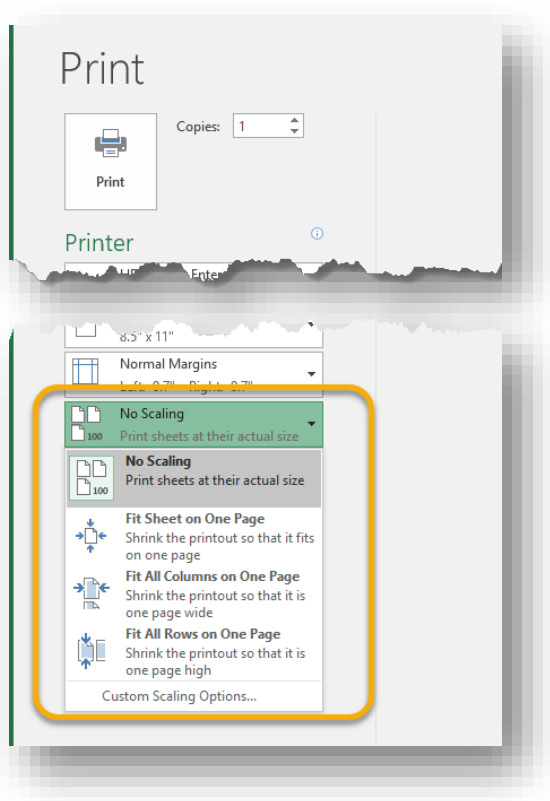 Print
Copies: 1
Print
Printer
8.5" x 11"
Normal Margins
No Scaling
100 Print sheets at their actual size
No Scaling
Print sheets at their actual size
100
Fit Sheet on One Page
Shrink the printout so that it fits
on one page
Fit All Columns on One Page
Shrink the printout so that it is
one page wide
Fit All Rows on One Page
Shrink the printout so that it is
one page high
Custom Scaling Options...